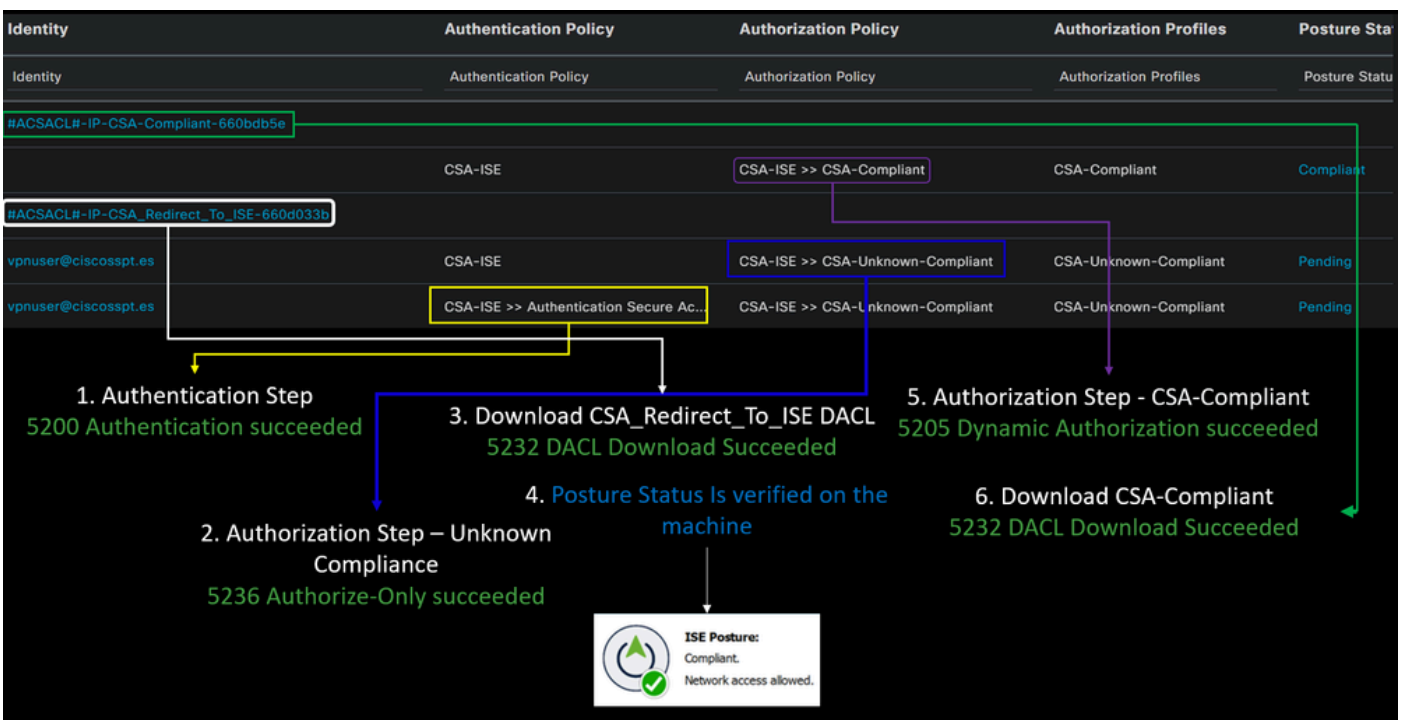 Identity Authentication Policy Authorization Policy Authorization Profiles Posture Sta
Identity Authentication Policy Authorization Policy Authorization Profiles Posture Statu
#ACSACL#-IP-CSA-Compliant-660bdb5e
CSA-ISE CSA-ISE >> CSA-Compliant CSA-Compliant Compliant
#ACSACL#-IP-CSA_Redirect_To_ISE-660d033b
vpnuser@ciscosspt.es CSA-ISE CSA-ISE >> CSA-Unknown-Compliant CSA-Unknown-Compliant Pending
vpnuser@ciscosspt.es CSA-ISE >> Authentication Secure Ac... CSA-ISE >> CSA-Unknown-Compliant CSA-Unknown-Compliant Pending
1. Authentication Step
5200 Authentication succeeded
2. Authorization Step – Unknown
Compliance
5236 Authorize-Only succeeded
3. Download CSA_Redirect_To_ISE DACL
5232 DACL Download Succeeded
4. Posture Status Is verified on the
machine
ISE Posture:
Compliant.
Network access allowed.
5. Authorization Step - CSA-Compliant
5205 Dynamic Authorization succeeded
6. Download CSA-Compliant
5232 DACL Download Succeeded